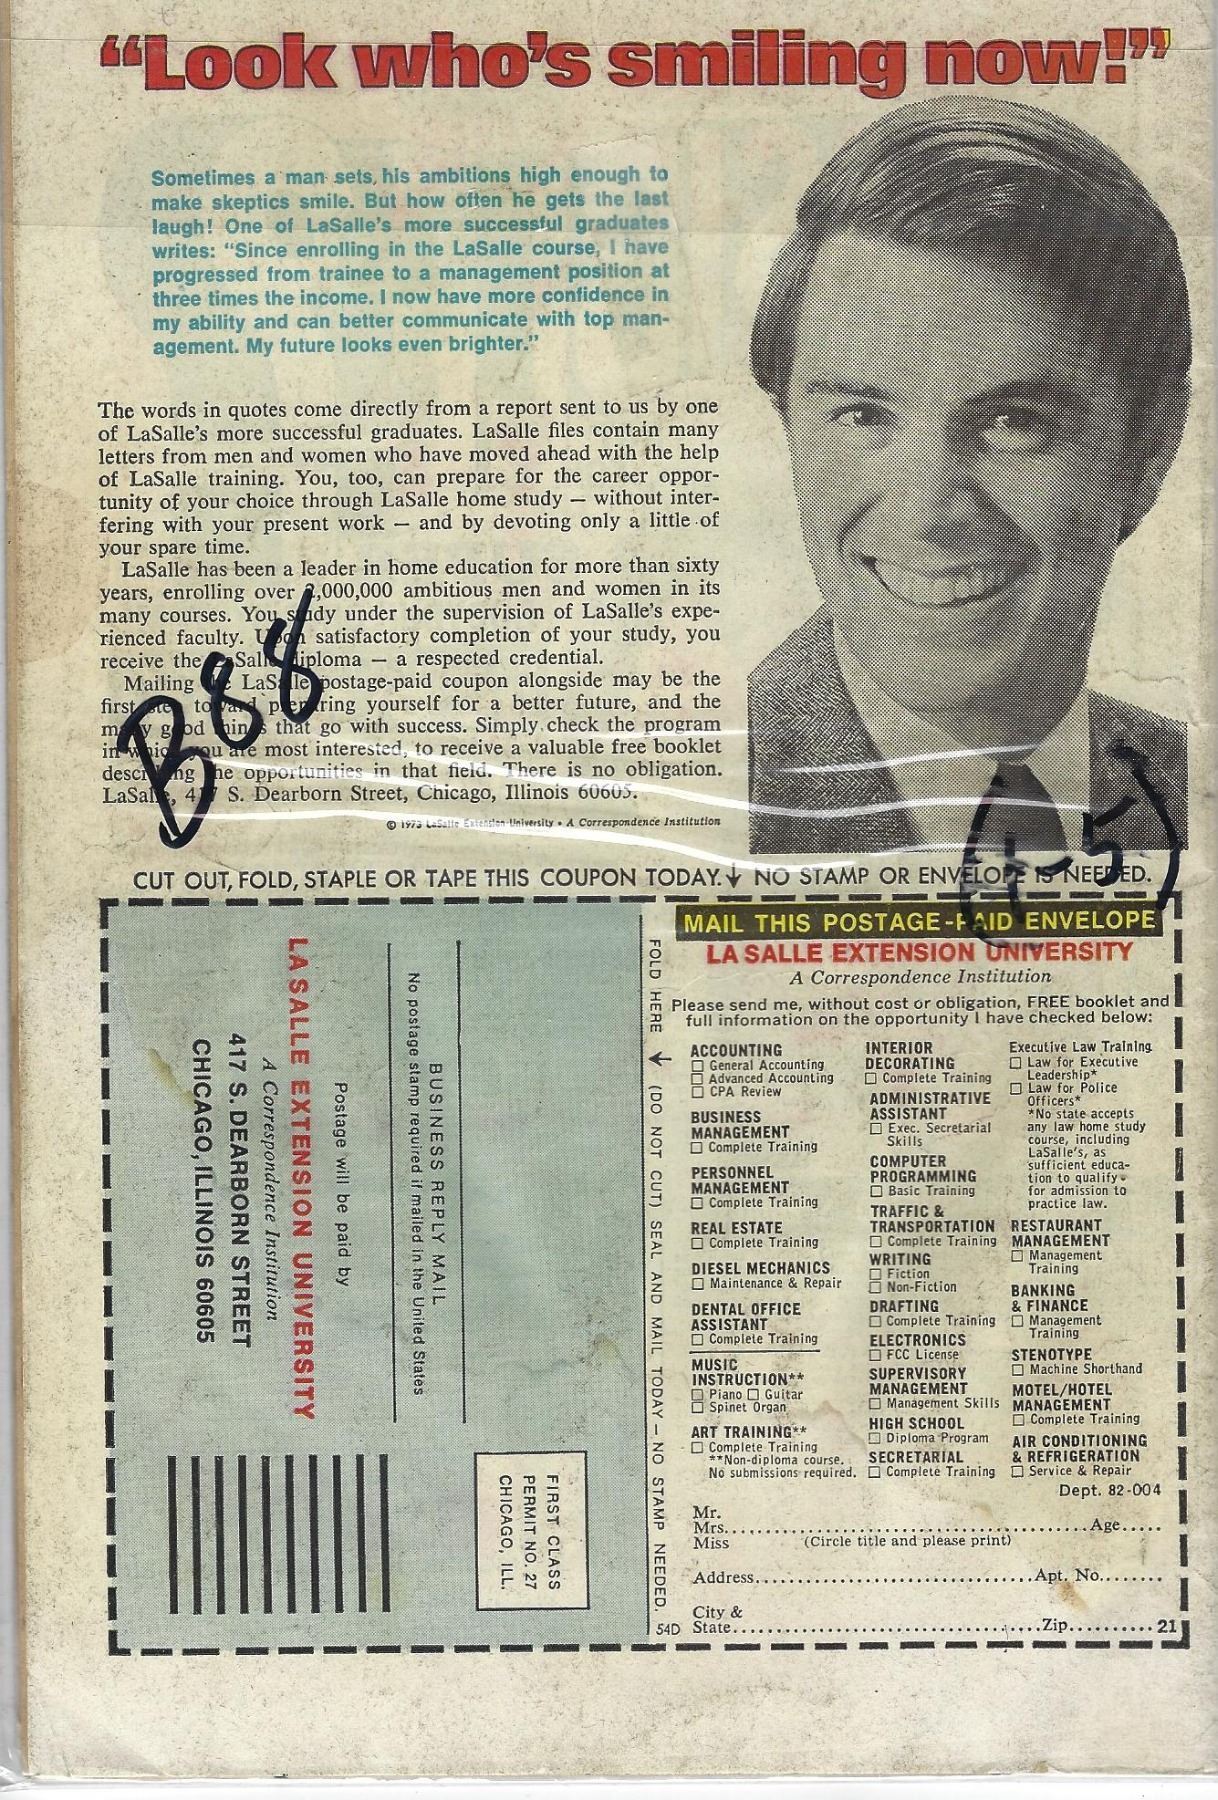 “Look who’s smiling now!”
Sometimes a man sets his ambitions high enough to
make skeptics smile. But how often he gets the last
laugh! One of LaSalle’s more successful graduates
writes: “Since enrolling in the LaSalle course, I have
progressed from trainee to a management position at
three times the income. I now have more confidence in
my ability and can better communicate with top man-
agement. My future looks even brighter.”
The words in quotes come directly from a report sent to us by one
of LaSalle’s more successful graduates. LaSalle files contain many
letters from men and women who have moved ahead with the help
of LaSalle training. You, too, can prepare for the career oppor-
tunity of your choice through LaSalle home study — without inter-
fering with your present work — and by devoting only a little of
your spare time.
LaSalle has been a leader in home education for more than sixty
years, enrolling over 2,000,000 ambitious men and women in its
many courses. You study under the supervision of LaSalle’s expe-
rienced faculty. Upon satisfactory completion of your study, you
receive the LaSalle diploma — a respected credential.
Mailing the LaSalle postage-paid coupon alongside may be the
first step toward preparing yourself for a better future, and the
many good things that go with success. Simply check the program
in which you are most interested, to receive a valuable free booklet
describing the opportunities in that field. There is no obligation.
LaSalle, 417 S. Dearborn Street, Chicago, Illinois 60605.
© 1973 LaSalle Extension University • A Correspondence Institution
B88
(1-5)
CUT OUT, FOLD, STAPLE OR TAPE THIS COUPON TODAY.↓ NO STAMP OR ENVELOPE IS NEEDED.
FIRST CLASS
PERMIT NO. 27
CHICAGO, ILL.
BUSINESS REPLY MAIL
No postage stamp required if mailed in the United States
Postage will be paid by
LA SALLE EXTENSION UNIVERSITY
A Correspondence Institution
417 S. DEARBORN STREET
CHICAGO, ILLINOIS 60605
FOLD HERE → (DO NOT CUT) SEAL AND MAIL TODAY — NO STAMP NEEDED.
MAIL THIS POSTAGE-PAID ENVELOPE
LA SALLE EXTENSION UNIVERSITY
A Correspondence Institution
Please send me, without cost or obligation, FREE booklet and
full information on the opportunity I have checked below:
ACCOUNTING
☐ General Accounting
☐ Advanced Accounting
☐ CPA Review
BUSINESS
MANAGEMENT
☐ Complete Training
PERSONNEL
MANAGEMENT
☐ Complete Training
REAL ESTATE
☐ Complete Training
DIESEL MECHANICS
☐ Maintenance & Repair
DENTAL OFFICE
ASSISTANT
☐ Complete Training
MUSIC
INSTRUCTION**
☐ Piano ☐ Guitar
☐ Spinet Organ
ART TRAINING**
☐ Complete Training
**Non-diploma course.
No submissions required.
INTERIOR
DECORATING
☐ Complete Training
ADMINISTRATIVE
ASSISTANT
☐ Exec. Secretarial
Skills
COMPUTER
PROGRAMMING
☐ Basic Training
TRAFFIC &
TRANSPORTATION
☐ Complete Training
WRITING
☐ Fiction
☐ Non-Fiction
DRAFTING
☐ Complete Training
ELECTRONICS
☐ FCC License
SUPERVISORY
MANAGEMENT
☐ Management Skills
HIGH SCHOOL
☐ Diploma Program
SECRETARIAL
☐ Complete Training
Executive Law Training
☐ Law for Executive
Leadership*
☐ Law for Police
Officers*
*No state accepts
any law home study
course, including
LaSalle’s, as
sufficient educa-
tion to qualify
for admission to
practice law.
RESTAURANT
MANAGEMENT
☐ Management
Training
BANKING
& FINANCE
☐ Management
Training
STENOTYPE
☐ Machine Shorthand
MOTEL/HOTEL
MANAGEMENT
☐ Complete Training
AIR CONDITIONING
& REFRIGERATION
☐ Service & Repair
Dept. 82-004
Mr.
Mrs. Age
Miss (Circle title and please print)
Address Apt. No.
City &
54D State Zip 21